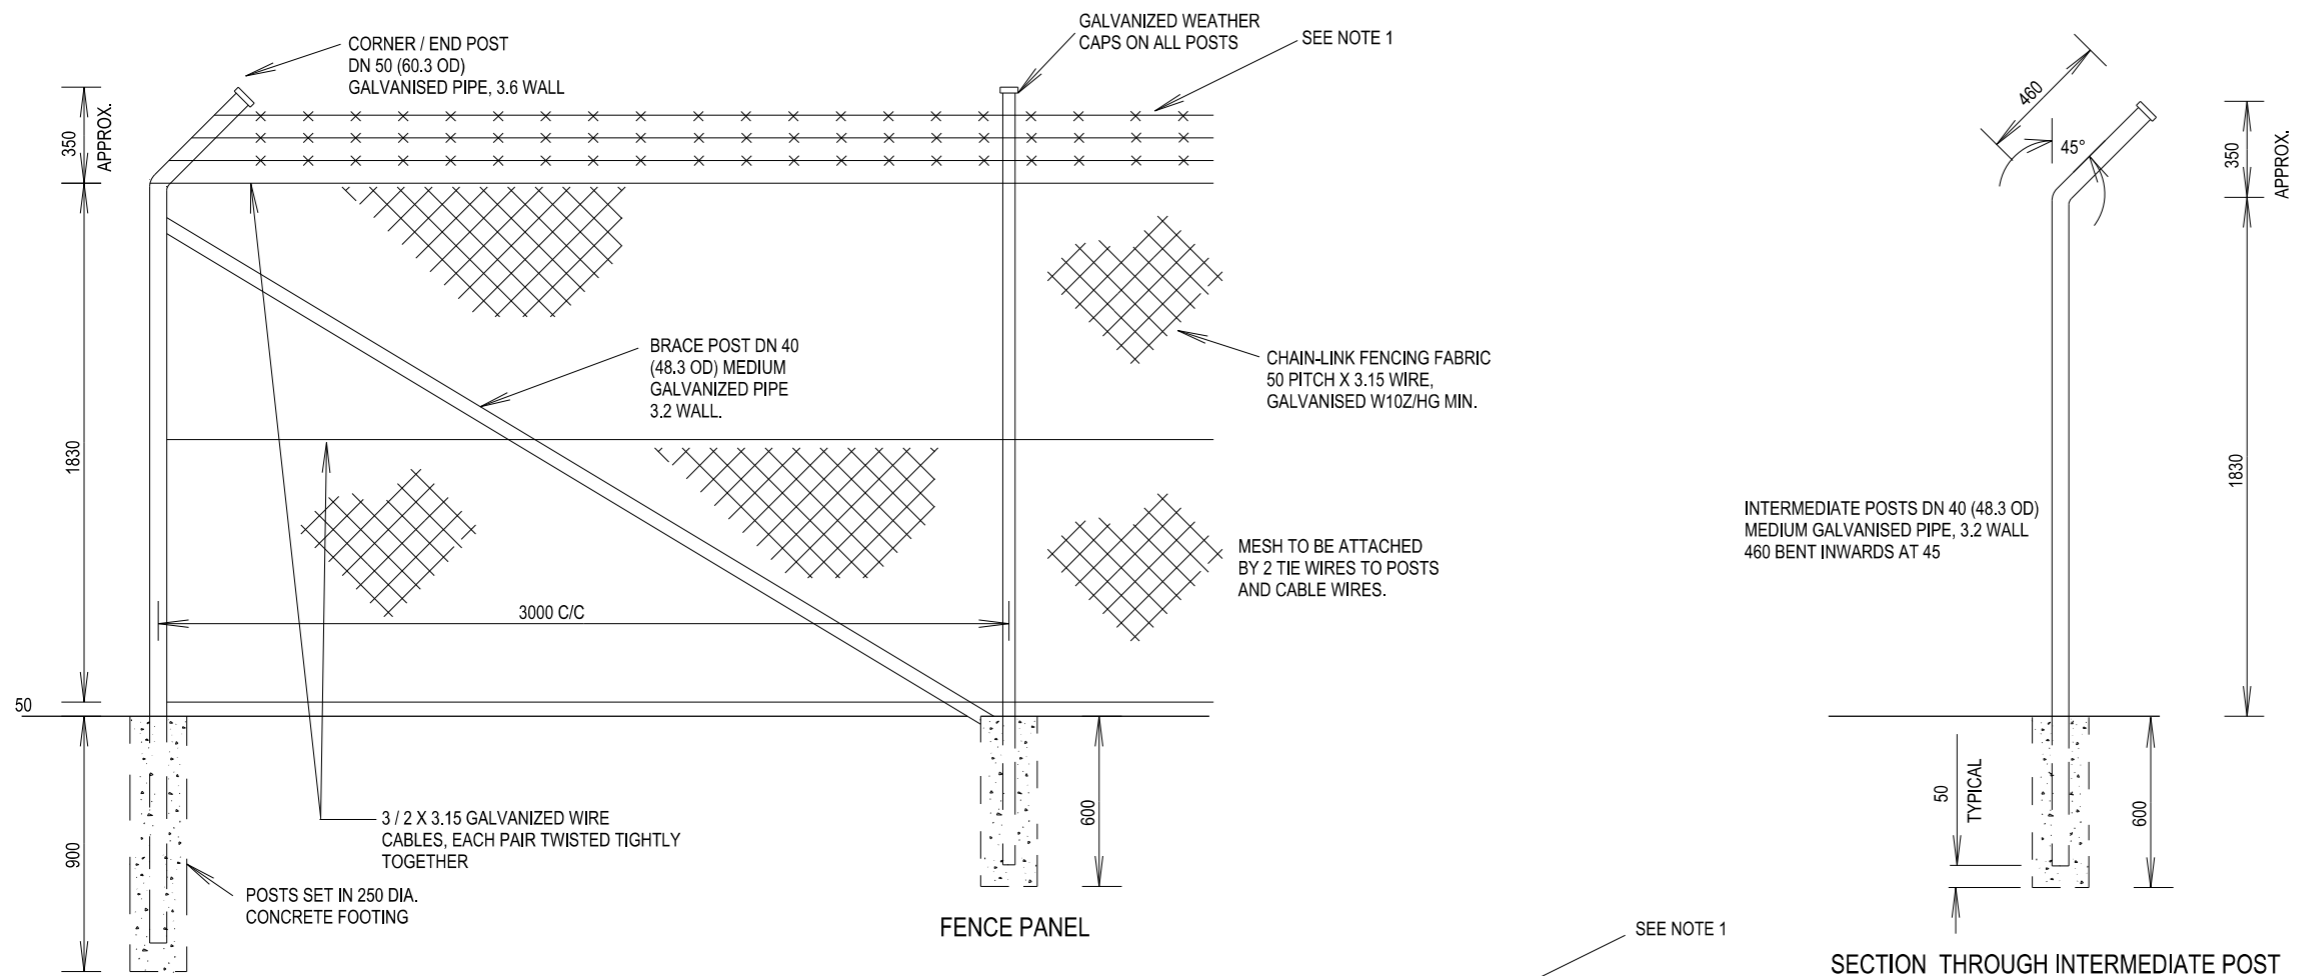 CORNER / END POST
DN 50 (60.3 OD)
GALVANISED PIPE, 3.6 WALL
GALVANIZED WEATHER
CAPS ON ALL POSTS
SEE NOTE 1
350
APPROX.
1830
50
900
BRACE POST DN 40
(48.3 OD) MEDIUM
GALVANIZED PIPE
3.2 WALL.
CHAIN-LINK FENCING FABRIC
50 PITCH X 3.15 WIRE,
GALVANISED W10Z/HG MIN.
MESH TO BE ATTACHED
BY 2 TIE WIRES TO POSTS
AND CABLE WIRES.
3000 C/C
3 / 2 X 3.15 GALVANIZED WIRE
CABLES, EACH PAIR TWISTED TIGHTLY
TOGETHER
POSTS SET IN 250 DIA.
CONCRETE FOOTING
600
FENCE PANEL
SEE NOTE 1
460
45°
350
APPROX.
1830
INTERMEDIATE POSTS DN 40 (48.3 OD)
MEDIUM GALVANISED PIPE, 3.2 WALL
460 BENT INWARDS AT 45
50
TYPICAL
600
SECTION THROUGH INTERMEDIATE POST